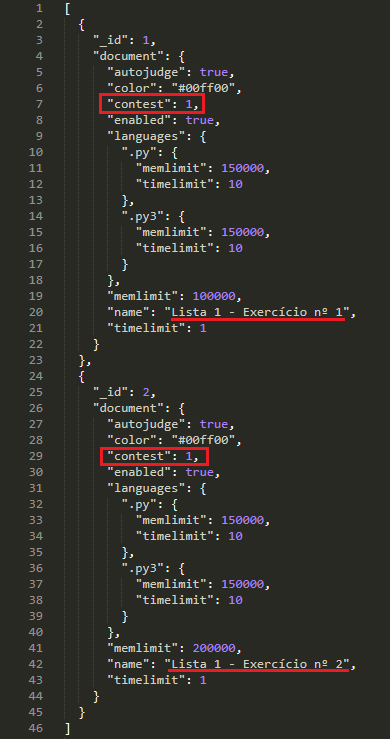 1 [
2 {
3 "_id": 1,
4 "document": {
5 "autojudge": true,
6 "color": "#00ff00",
7 "contest": 1,
8 "enabled": true,
9 "languages": {
10 ".py": {
11 "memlimit": 150000,
12 "timelimit": 10
13 },
14 ".py3": {
15 "memlimit": 150000,
16 "timelimit": 10
17 }
18 },
19 "memlimit": 100000,
20 "name": "Lista 1 - Exercício nº 1",
21 "timelimit": 1
22 }
23 },
24 {
25 "_id": 2,
26 "document": {
27 "autojudge": true,
28 "color": "#00ff00",
29 "contest": 1,
30 "enabled": true,
31 "languages": {
32 ".py": {
33 "memlimit": 150000,
34 "timelimit": 10
35 },
36 ".py3": {
37 "memlimit": 150000,
38 "timelimit": 10
39 }
40 },
41 "memlimit": 200000,
42 "name": "Lista 1 - Exercício nº 2",
43 "timelimit": 1
44 }
45 }
46 ]